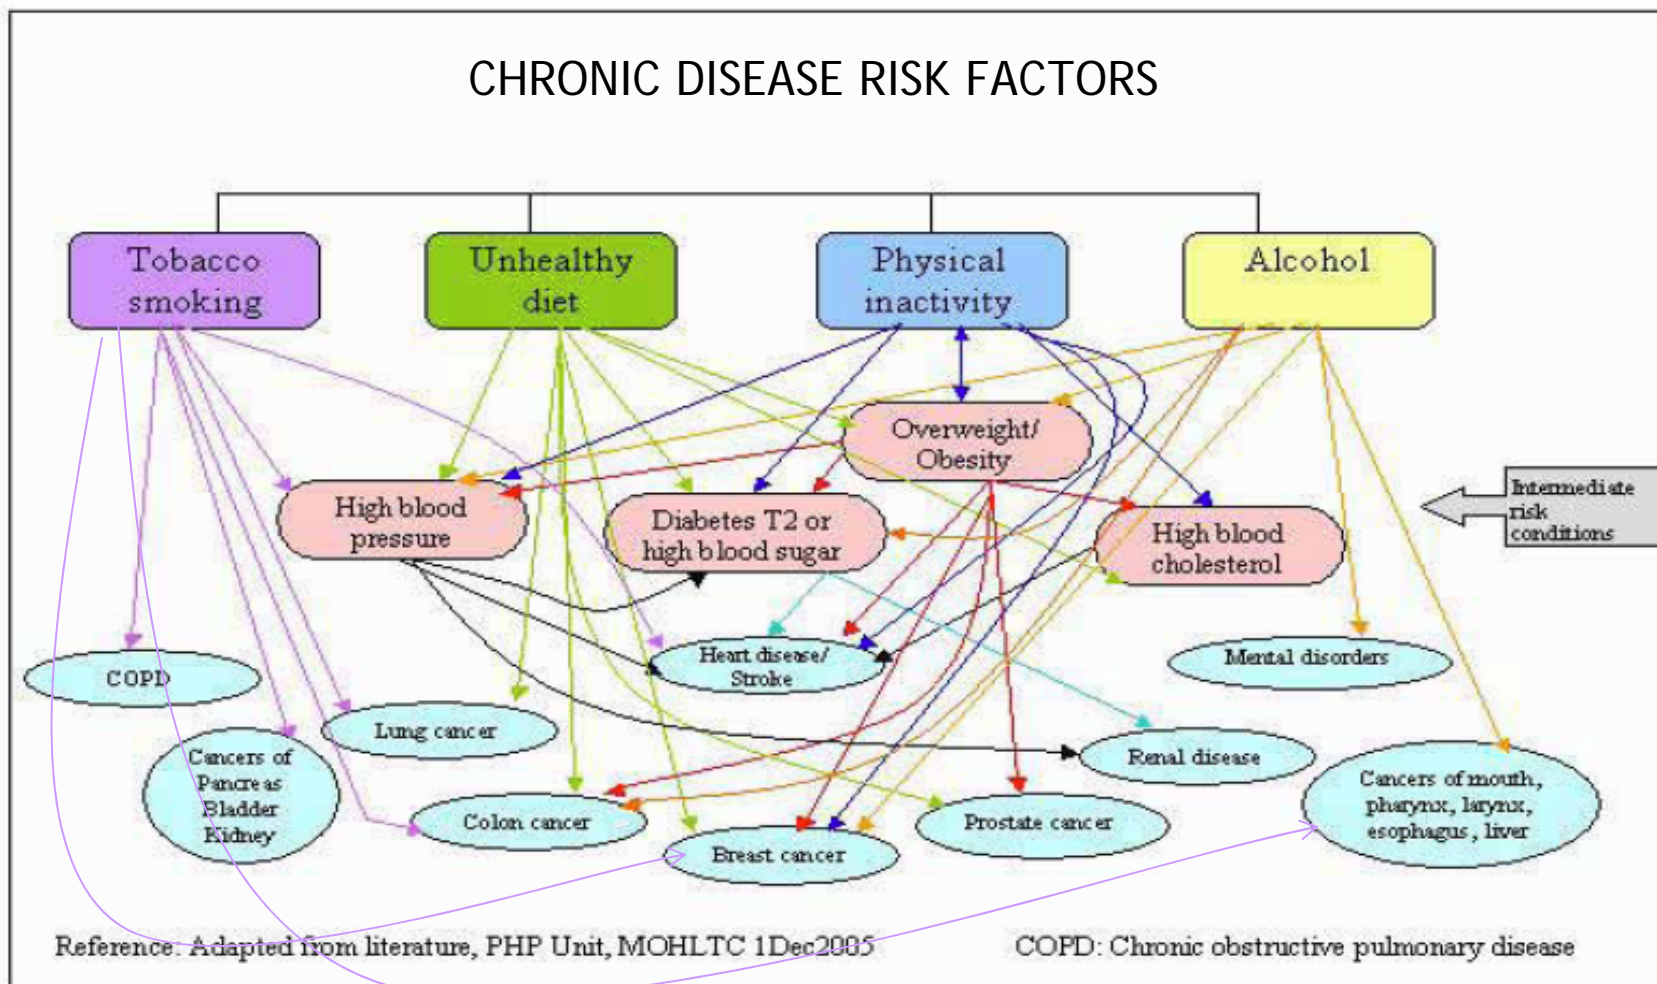 CHRONIC DISEASE RISK FACTORS
Tobacco
smoking
Unhealthy
diet
Physical
inactivity
Alcohol
Overweight/
Obesity
High blood
pressure
Diabetes T2 or
high blood sugar
High blood
cholesterol
Intermediate
risk
conditions
COPD
Cancers of
Pancreas
Bladder
Kidney
Lung cancer
Heart disease/
Stroke
Mental disorders
Renal disease
Colon cancer
Breast cancer
Prostate cancer
Cancers of mouth,
pharynx, larynx,
esophagus, liver
Reference: Adapted from literature, PHP Unit, MOHLTC 1Dec2005
COPD: Chronic obstructive pulmonary disease